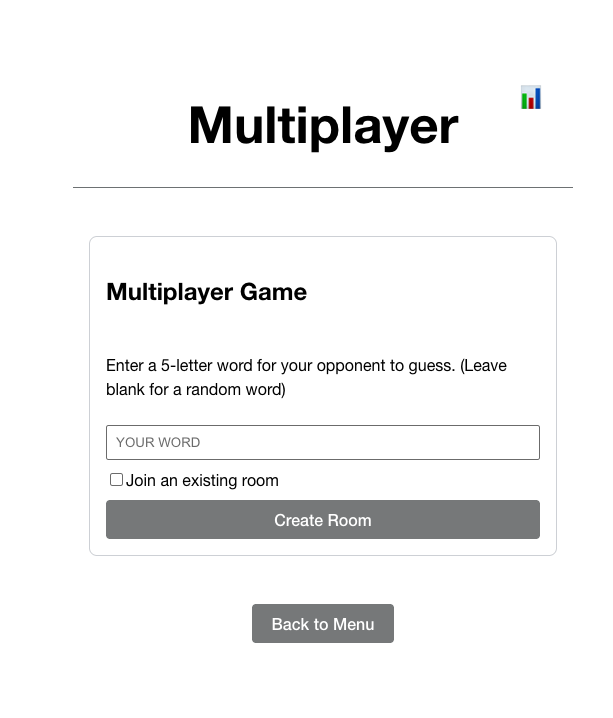 Multiplayer
Multiplayer Game
Enter a 5-letter word for your opponent to guess. (Leave
blank for a random word)
YOUR WORD
Join an existing room
Create Room
Back to Menu